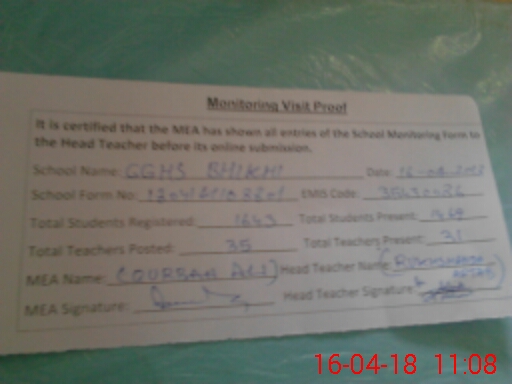 Monitoring Visit Proof
It is certified that the MEA has shown all entries of the School Monitoring Form to
the Head Teacher before its online submission.
School Name: GGHS BHIKHI Date:
School Form No: EMIS Code:
Total Students Registered: 1643 Total Students Present:
Total Teachers Posted: 35 Total Teachers Present: 31
MEA Name: (QURBAN ALI) Head Teacher Name:
MEA Signature: Head Teacher Signature
16-04-18 11:08